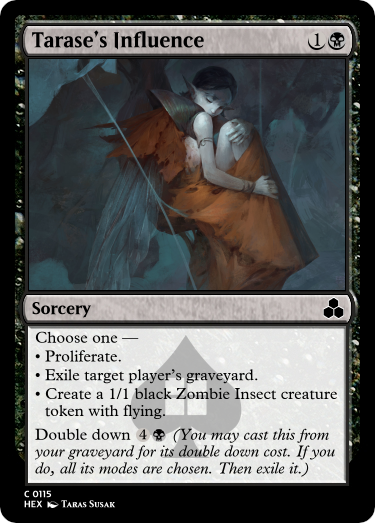 Tarase's Influence 1
Sorcery
Choose one —
• Proliferate.
• Exile target player's graveyard.
• Create a 1/1 black Zombie Insect creature
token with flying.
Double down 4 (You may cast this from
your graveyard for its double down cost. If you
do, all its modes are chosen. Then exile it.)
C 0115
HEX Taras Susak